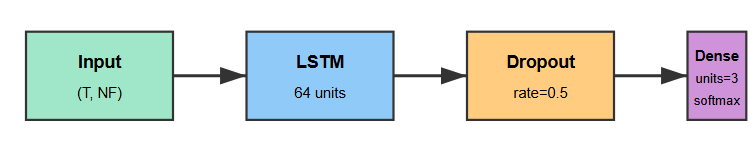 Input
(T, NF)
LSTM
64 units
Dropout
rate=0.5
Dense
units=3
softmax